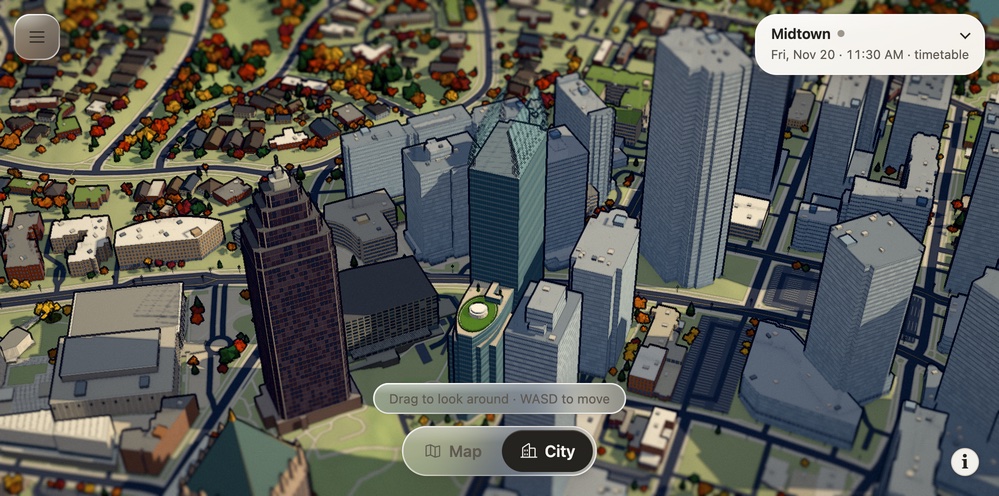 Midtown
Fri, Nov 20 · 11:30 AM · timetable
Drag to look around · WASD to move
Map
City
i